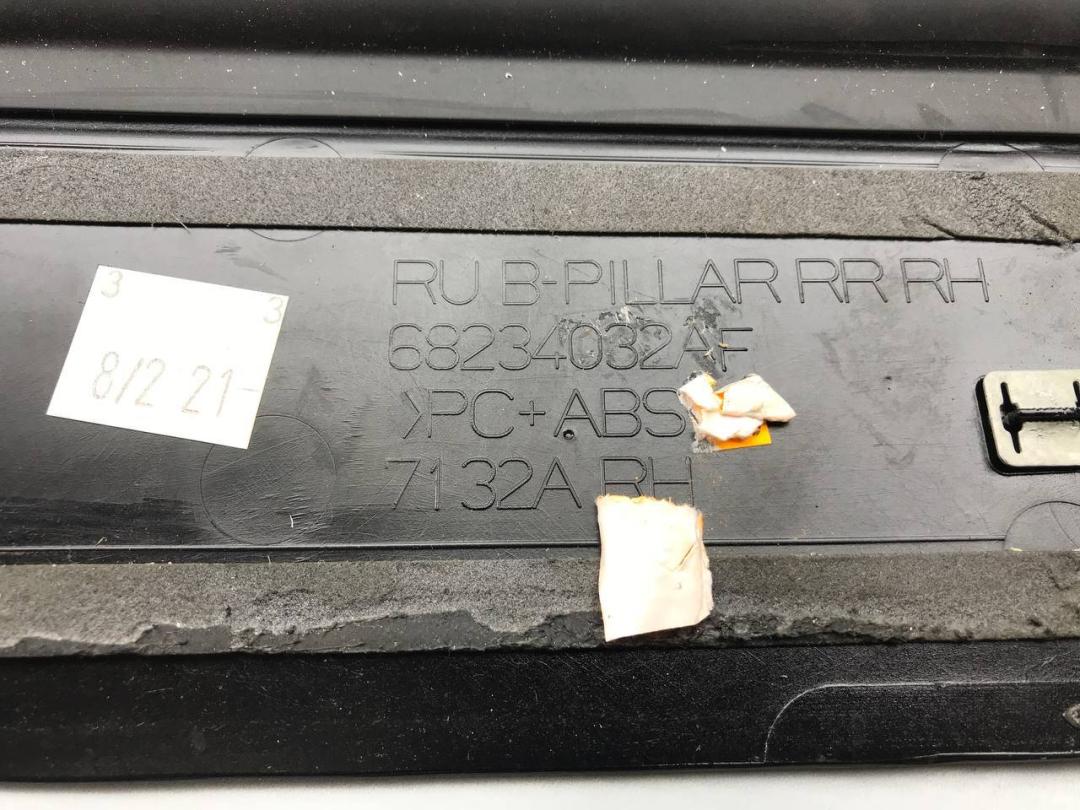 RU B-PILLAR RR RH
68234032AF
>PC+ABS
7132A RH
3
3
8/2 21-